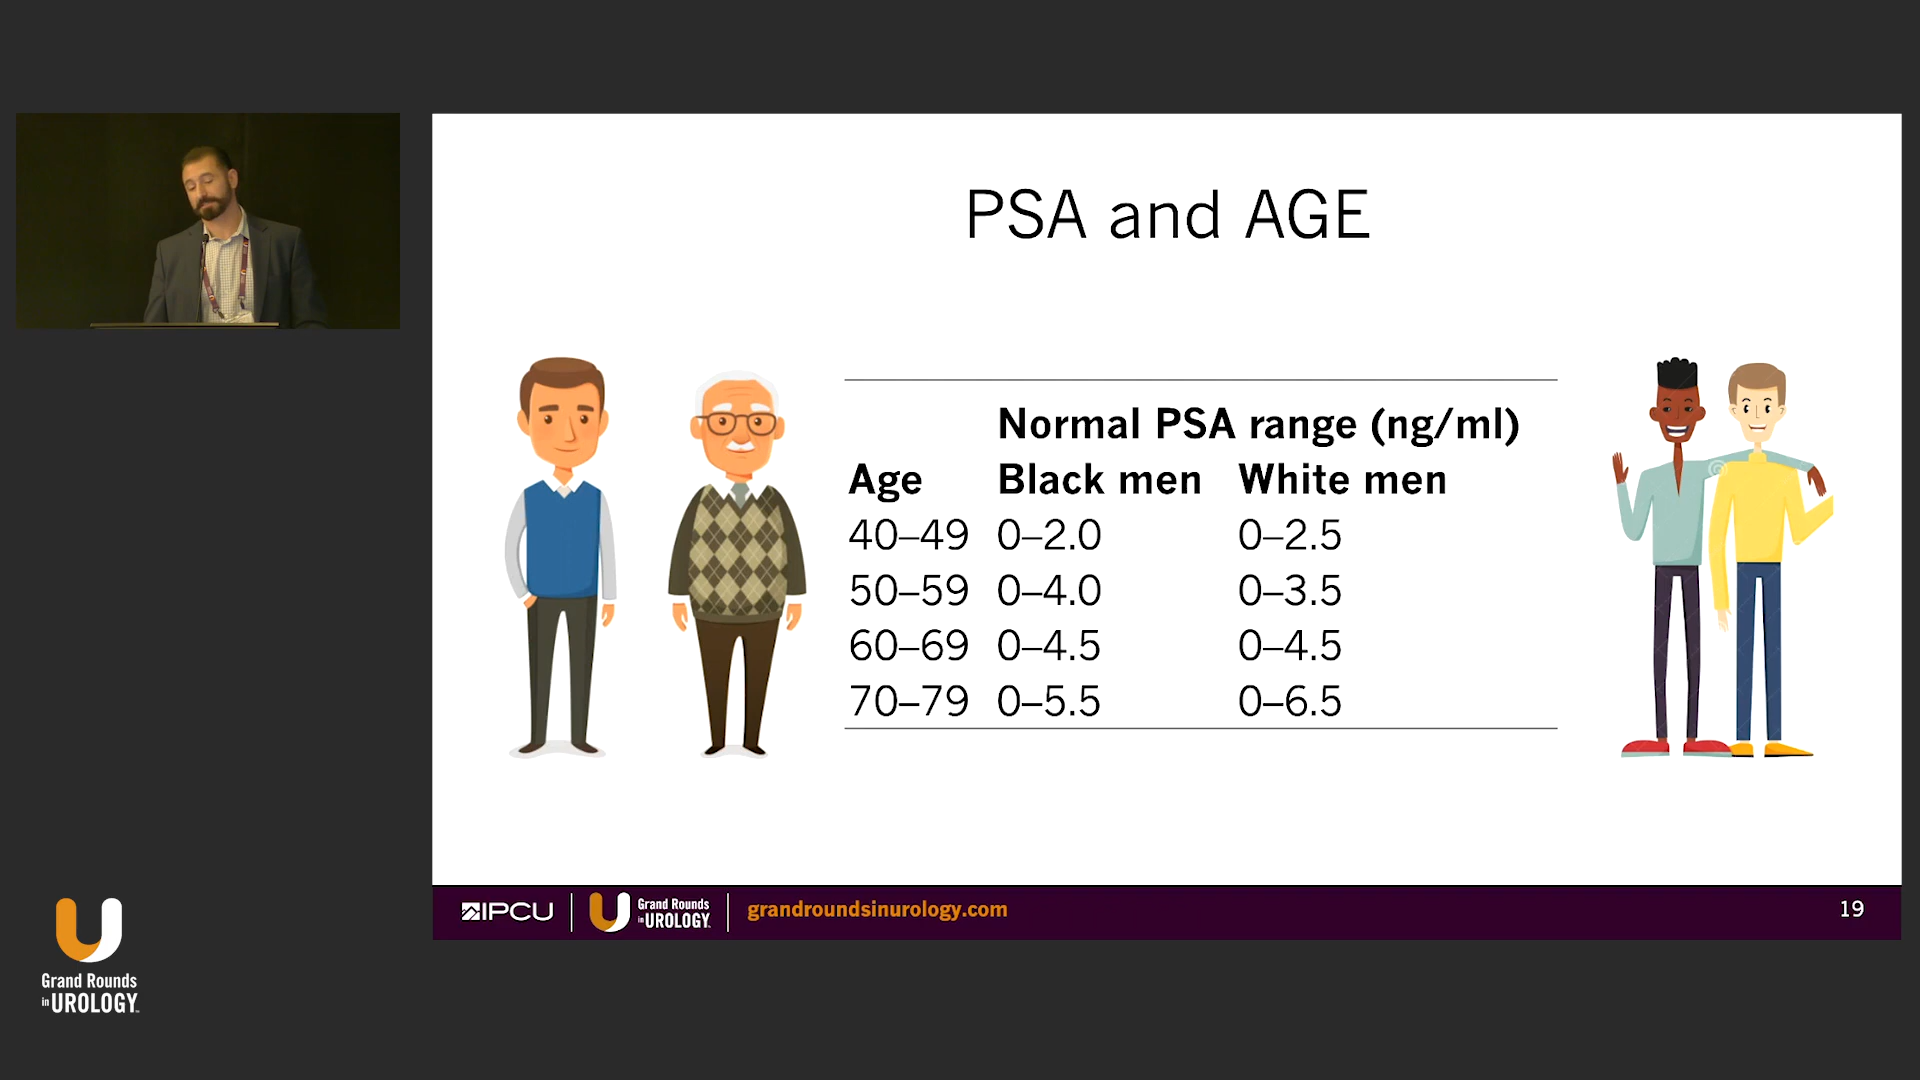 PSA and AGE
Normal PSA range (ng/ml)
Age Black men White men
40–49 0–2.0 0–2.5
50–59 0–4.0 0–3.5
60–69 0–4.5 0–4.5
70–79 0–5.5 0–6.5
IPCU
Grand Rounds
in UROLOGY
grandroundsinurology.com
19
Grand Rounds
in UROLOGY